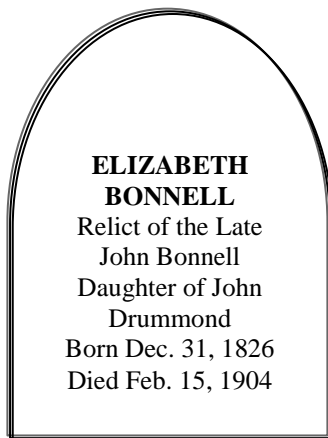 ELIZABETH
BONNELL
Relict of the Late
John Bonnell
Daughter of John
Drummond
Born Dec. 31, 1826
Died Feb. 15, 1904